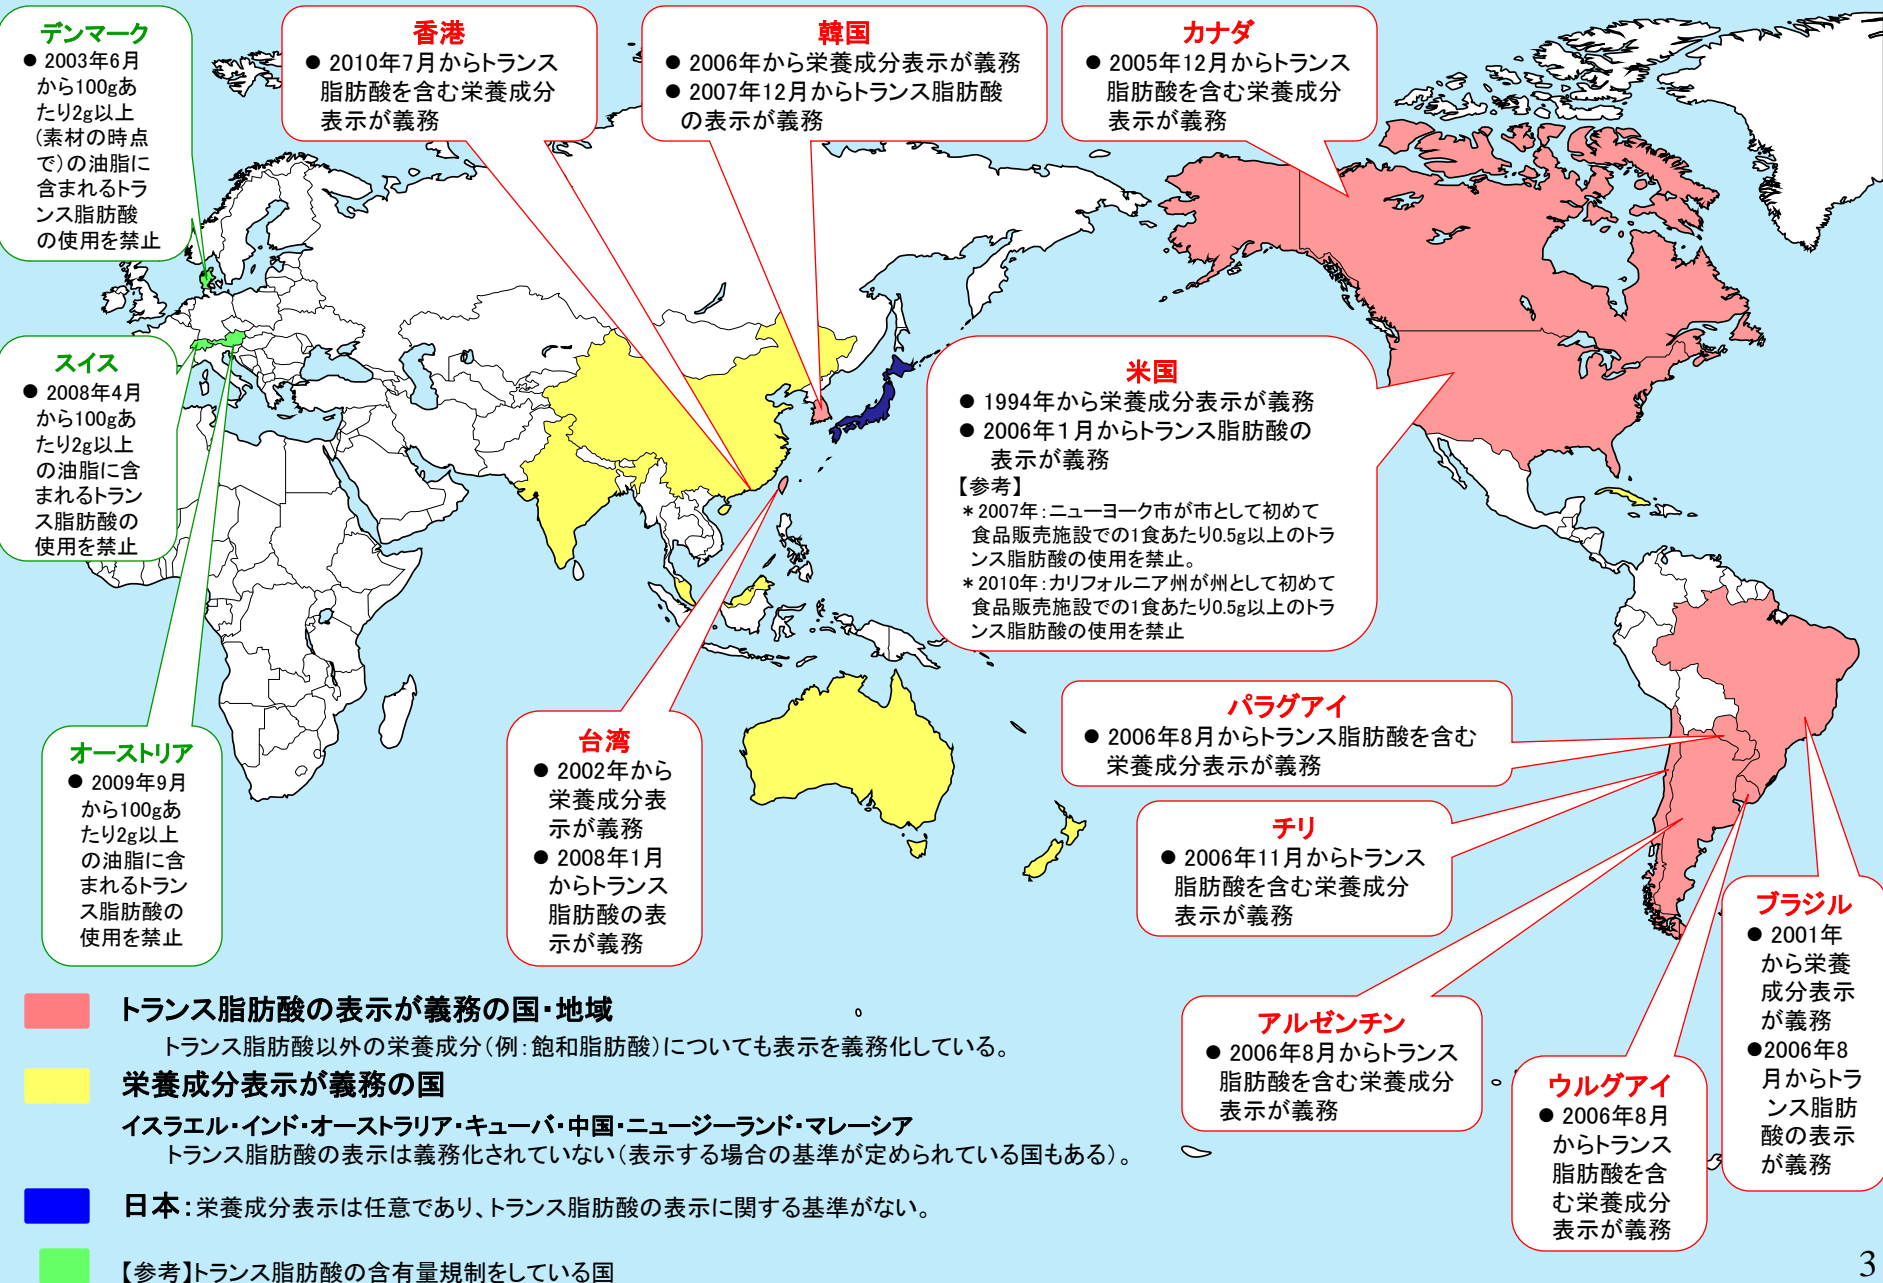 デンマーク
● 2003年6月
から100gあ
たり2g以上
(素材の時点
で)の油脂に
含まれるトラ
ンス脂肪酸
の使用を禁止
香港
● 2010年7月からトランス
脂肪酸を含む栄養成分
表示が義務
韓国
● 2006年から栄養成分表示が義務
● 2007年12月からトランス脂肪酸
の表示が義務
カナダ
● 2005年12月からトランス
脂肪酸を含む栄養成分
表示が義務
スイス
● 2008年4月
から100gあ
たり2g以上
の油脂に含
まれるトラン
ス脂肪酸の
使用を禁止
米国
● 1994年から栄養成分表示が義務
● 2006年1月からトランス脂肪酸の
表示が義務
【参考】
*2007年:ニューヨーク市が市として初めて
食品販売施設での1食あたり0.5g以上のトラ
ンス脂肪酸の使用を禁止。
*2010年:カリフォルニア州が州として初めて
食品販売施設での1食あたり0.5g以上のトラ
ンス脂肪酸の使用を禁止
オーストリア
● 2009年9月
から100gあ
たり2g以上
の油脂に含
まれるトラン
ス脂肪酸の
使用を禁止
台湾
● 2002年から
栄養成分表
示が義務
● 2008年1月
からトランス
脂肪酸の表
示が義務
パラグアイ
● 2006年8月からトランス脂肪酸を含む
栄養成分表示が義務
チリ
● 2006年11月からトランス
脂肪酸を含む栄養成分
表示が義務
アルゼンチン
● 2006年8月からトランス
脂肪酸を含む栄養成分
表示が義務
ウルグアイ
● 2006年8月
からトランス
脂肪酸を含
む栄養成分
表示が義務
ブラジル
● 2001年
から栄養
成分表示
が義務
●2006年8
月からトラ
ンス脂肪
酸の表示
が義務
トランス脂肪酸の表示が義務の国・地域
トランス脂肪酸以外の栄養成分(例:飽和脂肪酸)についても表示を義務化している。
栄養成分表示が義務の国
イスラエル・インド・オーストラリア・キューバ・中国・ニュージーランド・マレーシア
トランス脂肪酸の表示は義務化されていない(表示する場合の基準が定められている国もある)。
日本:栄養成分表示は任意であり、トランス脂肪酸の表示に関する基準がない。
【参考】トランス脂肪酸の含有量規制をしている国
3